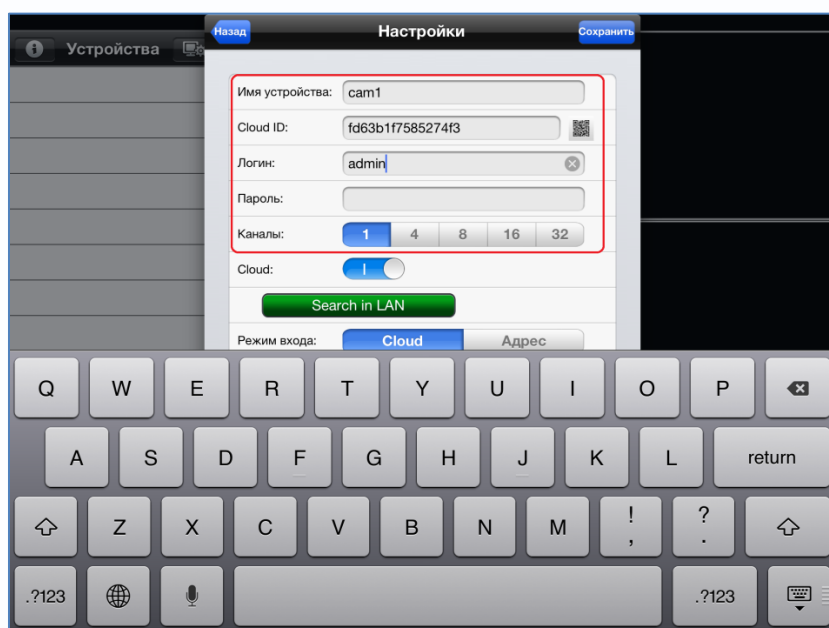 Назад Настройки Сохранить
Устройства
Имя устройства: cam1
Cloud ID: fd63b1f7585274f3
Логин: admin
Пароль:
Каналы: 1 4 8 16 32
Cloud:
Search in LAN
Режим входа: Cloud Адрес
Q W E R T Y U I O P
A S D F G H J K L return
Z X C V B N M ! , ? .
.?123 .?123